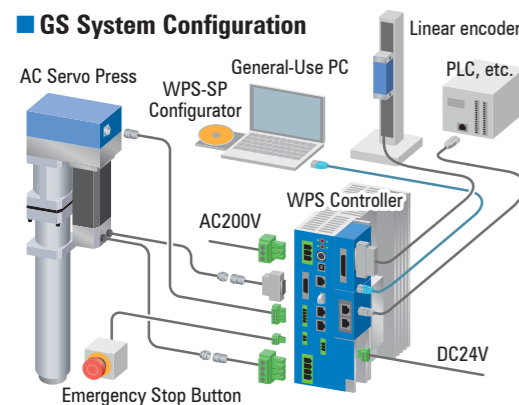 GS System Configuration
Linear encoder
General-Use PC
PLC, etc.
AC Servo Press
WPS-SP
Configurator
WPS Controller
AC200V
DC24V
Emergency Stop Button